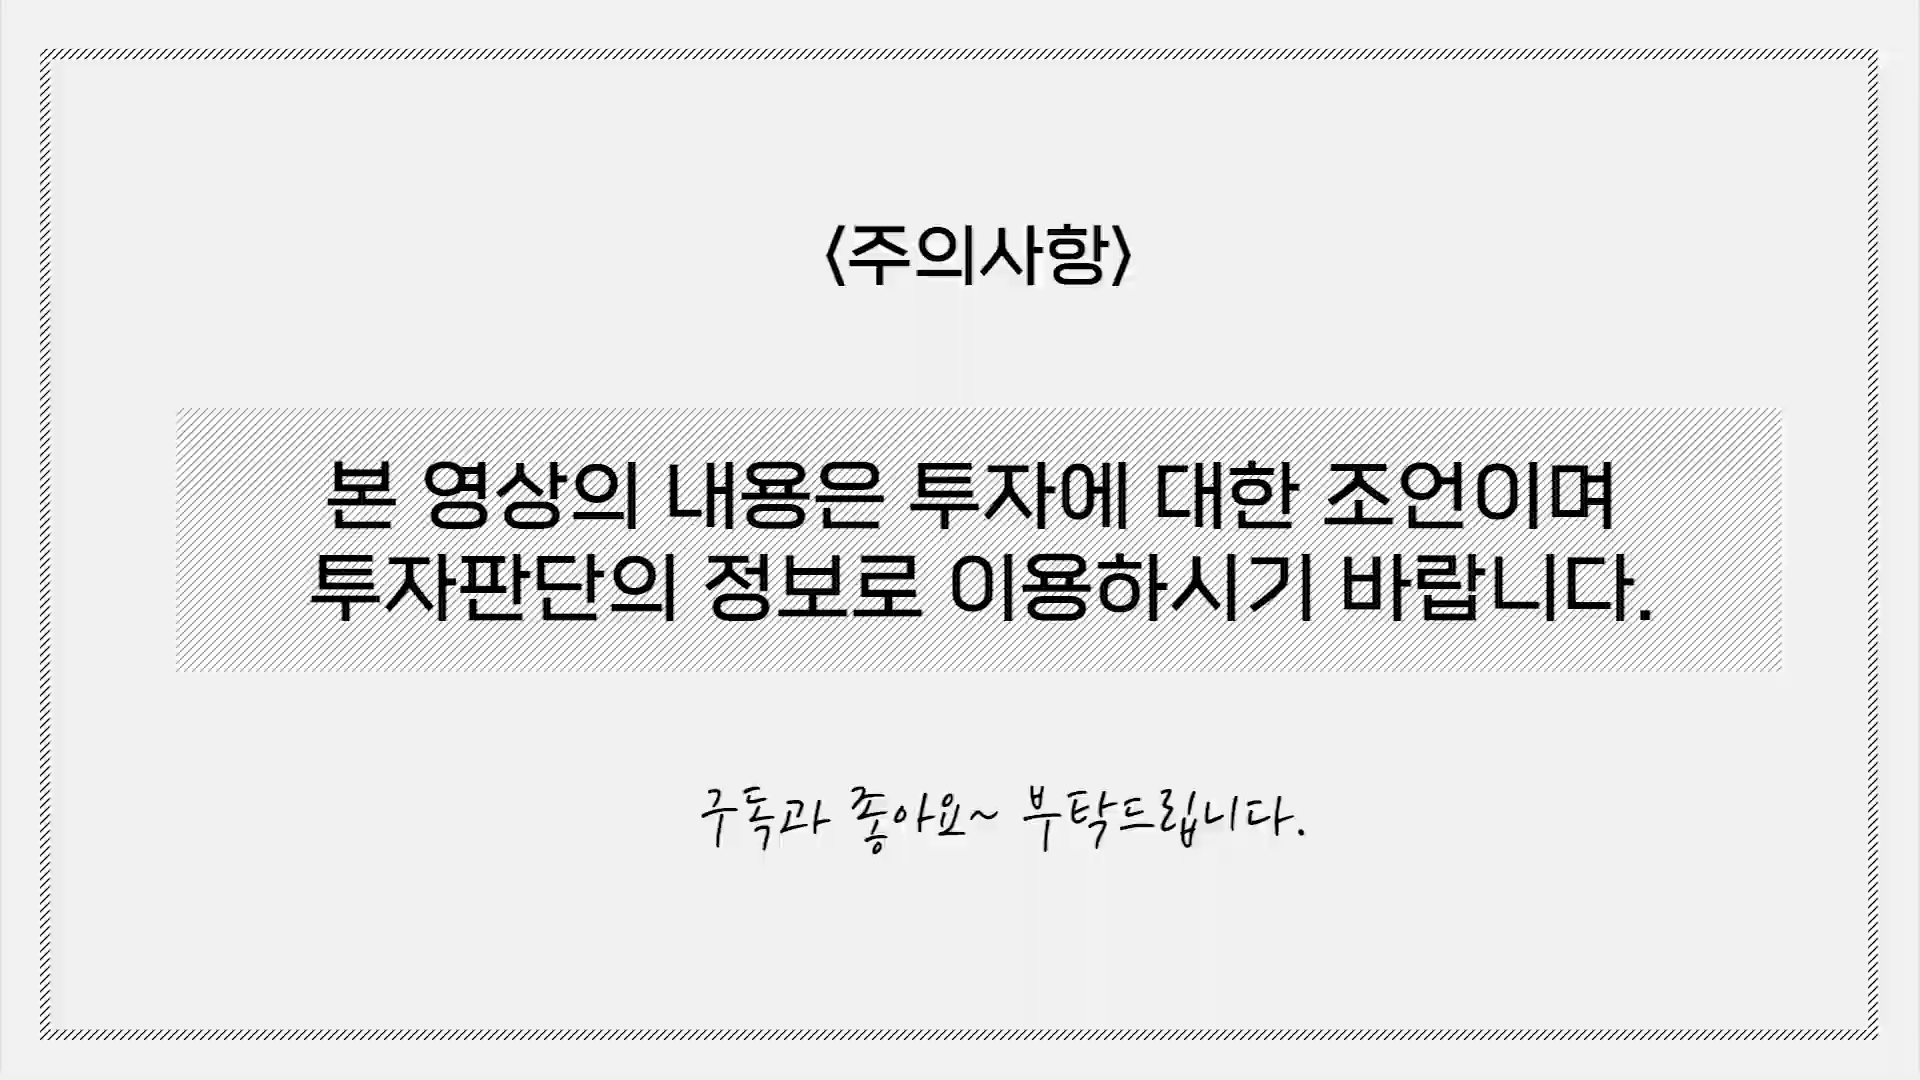 <주의사항>
본 영상의 내용은 투자에 대한 조언이며
투자판단의 정보로 이용하시기 바랍니다.
구독과 좋아요~ 부탁드립니다.